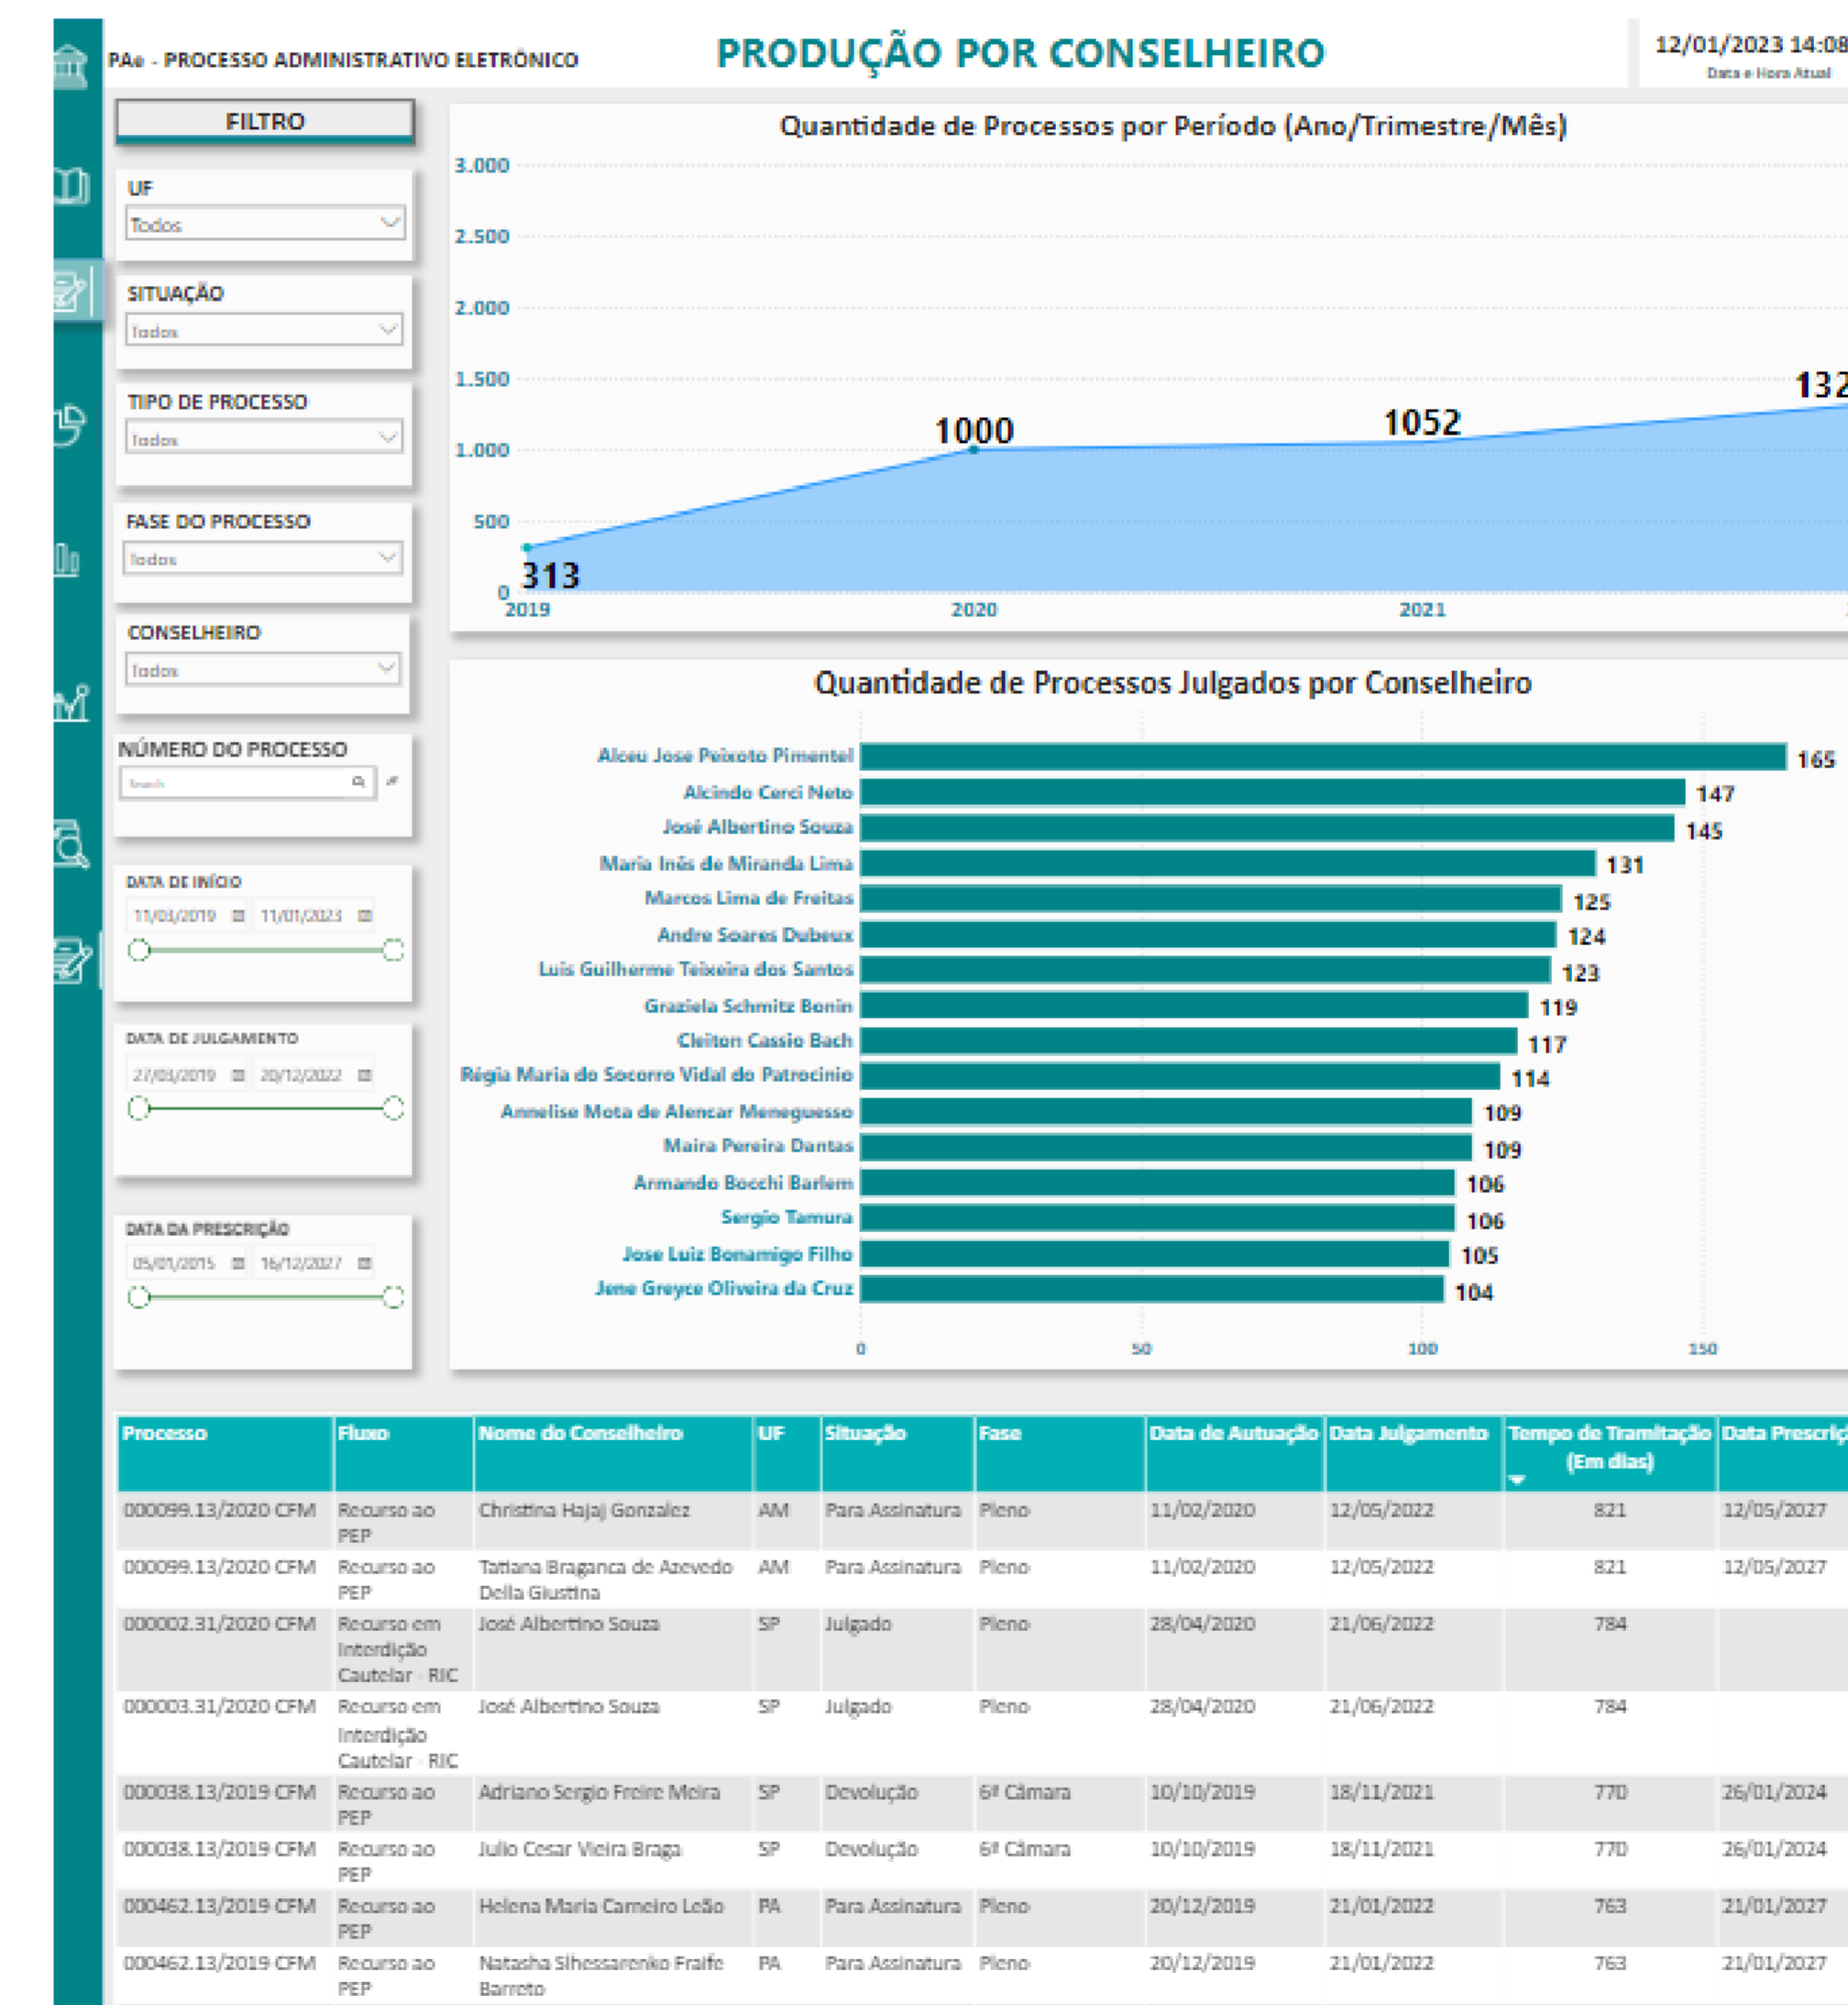 PAe - PROCESSO ADMINISTRATIVO ELETRÔNICO
PRODUÇÃO POR CONSELHEIRO
12/01/2023 14:08
Data e Hora Atual
FILTRO
UF
Todos
SITUAÇÃO
Todos
TIPO DE PROCESSO
Todos
FASE DO PROCESSO
Todos
CONSELHEIRO
Todos
NÚMERO DO PROCESSO
Search
DATA DE INÍCIO
11/03/2019 11/01/2023
DATA DE JULGAMENTO
27/03/2019 20/12/2022
DATA DA PRESCRIÇÃO
05/01/2015 16/12/2027
Quantidade de Processos por Período (Ano/Trimestre/Mês)
3.000
2.500
2.000
1.500
1.000
500
0
313
1000
1052
132
2019 2020 2021
Quantidade de Processos Julgados por Conselheiro
Alceu Jose Peixoto Pimentel 165
Alcindo Cerci Neto 147
José Albertino Souza 145
Maria Inês de Miranda Lima 131
Marcos Lima de Freitas 125
Andre Soares Dubeux 124
Luis Guilherme Teixeira dos Santos 123
Graziela Schmitz Bonin 119
Cleiton Cassio Bach 117
Régia Maria do Socorro Vidal do Patrocínio 114
Annelise Mota de Alencar Meneguesso 109
Maira Pereira Dantas 109
Armando Bocchi Barlem 106
Sergio Tamura 106
Jose Luiz Bonamigo Filho 105
Jene Greyce Oliveira da Cruz 104
0 50 100 150
Processo Fluxo Nome do Conselheiro UF Situação Fase Data de Autuação Data Julgamento Tempo de Tramitação Data Prescriç
(Em dias)
000099.13/2020 CFM Recurso ao Christina Hajaj Gonzalez AM Para Assinatura Pleno 11/02/2020 12/05/2022 821 12/05/2027
PEP
000099.13/2020 CFM Recurso ao Tatiana Braganca de Azevedo AM Para Assinatura Pleno 11/02/2020 12/05/2022 821 12/05/2027
PEP Della Giustina
000002.31/2020 CFM Recurso em José Albertino Souza SP Julgado Pleno 28/04/2020 21/06/2022 784
Interdição
Cautelar - RIC
000003.31/2020 CFM Recurso em José Albertino Souza SP Julgado Pleno 28/04/2020 21/06/2022 784
Interdição
Cautelar - RIC
000038.13/2019 CFM Recurso ao Adriano Sergio Freire Meira SP Devolução 6ª Câmara 10/10/2019 18/11/2021 770 26/01/2024
PEP
000038.13/2019 CFM Recurso ao Julio Cesar Vieira Braga SP Devolução 6ª Câmara 10/10/2019 18/11/2021 770 26/01/2024
PEP
000462.13/2019 CFM Recurso ao Helena Maria Carneiro Leão PA Para Assinatura Pleno 20/12/2019 21/01/2022 763 21/01/2027
PEP
000462.13/2019 CFM Recurso ao Natasha Slhessarenko Fraife PA Para Assinatura Pleno 20/12/2019 21/01/2022 763 21/01/2027
PEP Barreto